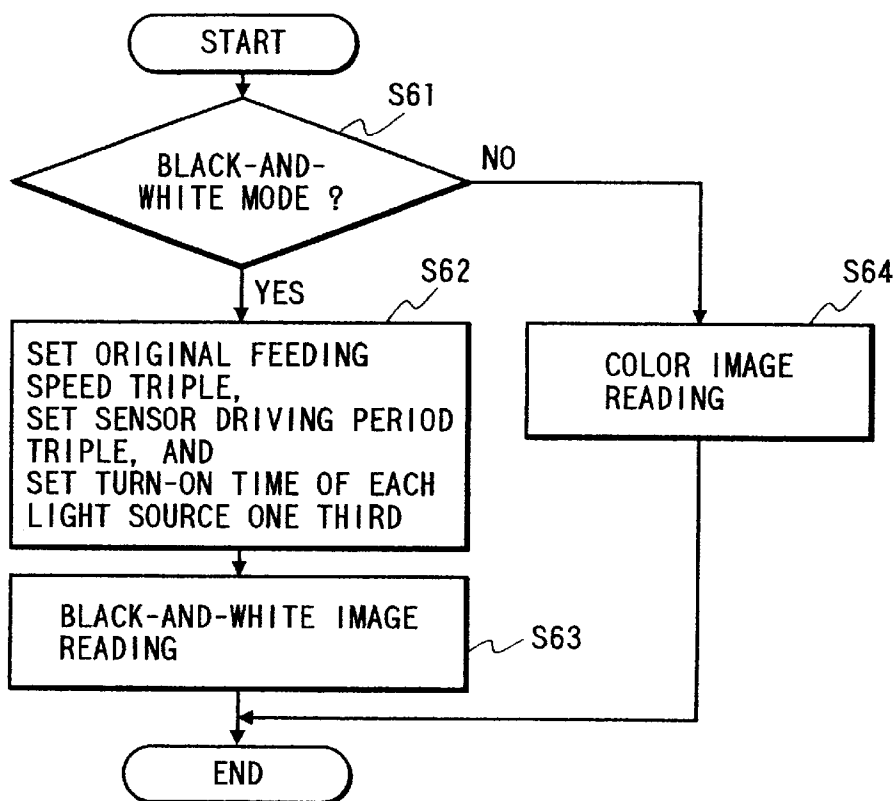 START
S61
BLACK-AND-
WHITE MODE ?
NO
YES
S62
SET ORIGINAL FEEDING
SPEED TRIPLE,
SET SENSOR DRIVING PERIOD
TRIPLE, AND
SET TURN-ON TIME OF EACH
LIGHT SOURCE ONE THIRD
S64
COLOR IMAGE
READING
BLACK-AND-WHITE IMAGE
READING
S63
END